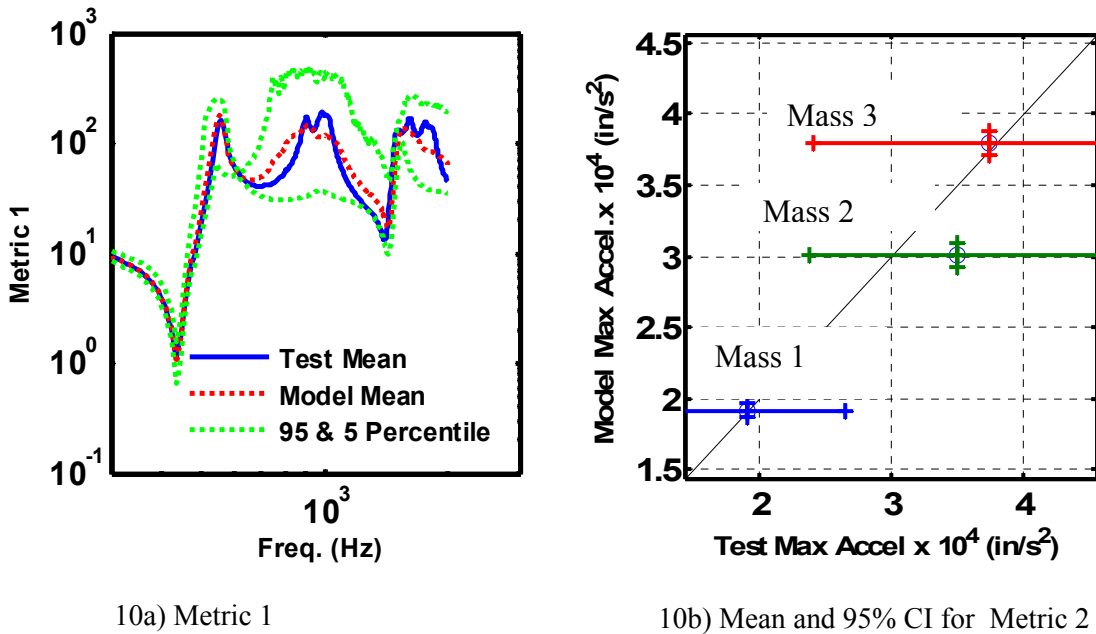 10³
10²
10¹
10⁰
10⁻¹
Metric 1
Test Mean
Model Mean
95 & 5 Percentile
10³
Freq. (Hz)
10a) Metric 1
4.5
4
3.5
3
2.5
2
1.5
Model Max Accel. x 10⁴ (in/s²)
Mass 3
Mass 2
Mass 1
2 3 4
Test Max Accel x 10⁴ (in/s²)
10b) Mean and 95% CI for Metric 2